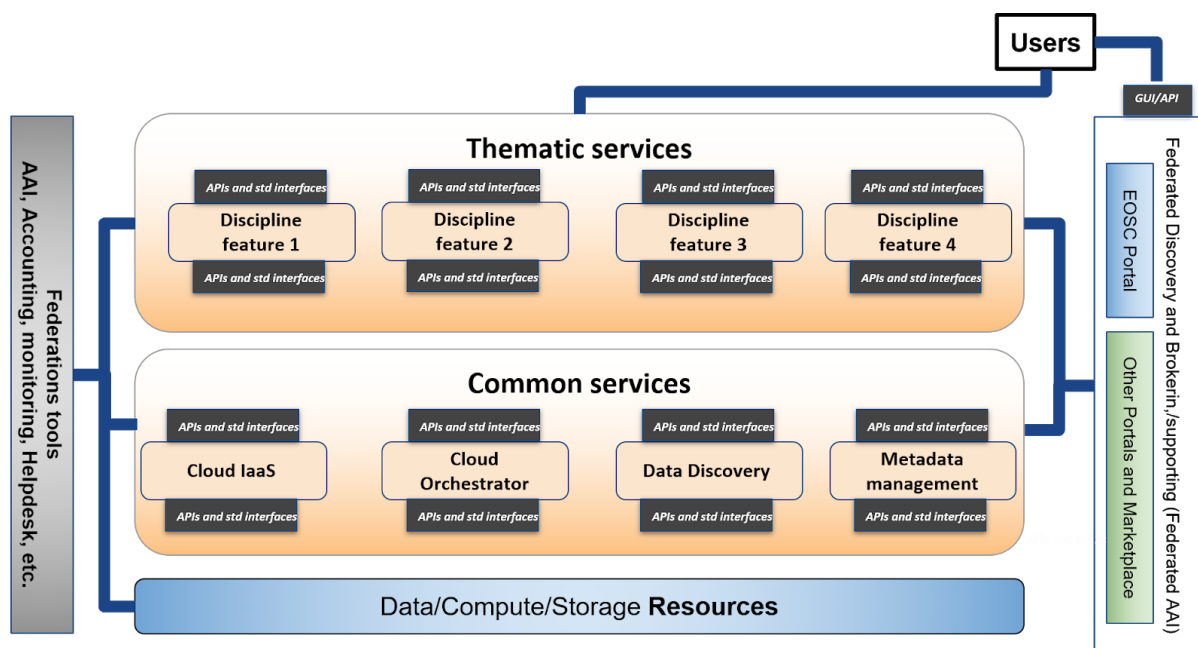 Users
GUI/API
Thematic services
APIs and std interfaces
APIs and std interfaces
APIs and std interfaces
APIs and std interfaces
Discipline
feature 1
Discipline
feature 2
Discipline
feature 3
Discipline
feature 4
APIs and std interfaces
APIs and std interfaces
APIs and std interfaces
APIs and std interfaces
Common services
APIs and std interfaces
APIs and std interfaces
APIs and std interfaces
APIs and std interfaces
Cloud IaaS
Cloud
Orchestrator
Data Discovery
Metadada
management
APIs and std interfaces
APIs and std interfaces
APIs and std interfaces
APIs and std interfaces
Data/Compute/Storage Resources
Federations tools
AAI, Accounting, monitoring, Helpdesk, etc.
Federated Discovery and Brokerin,/supporting (Federated AAI)
EOSC Portal
Other Portals and Marketplace